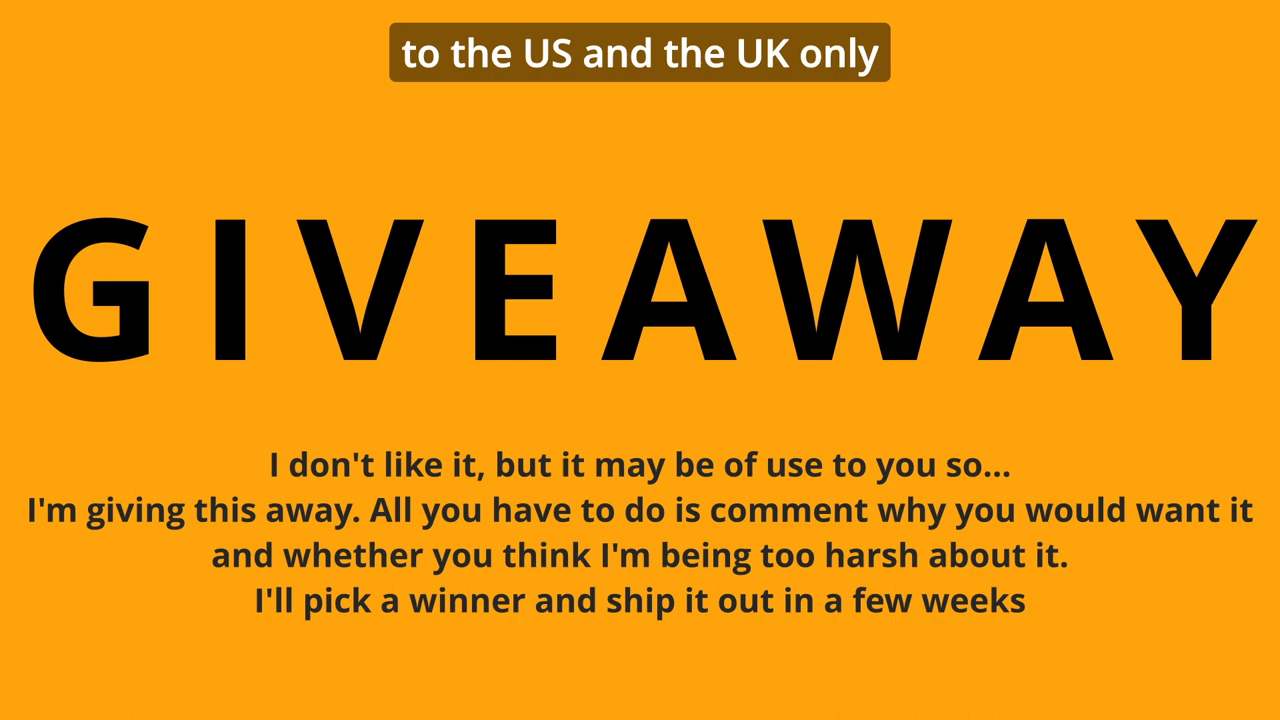 to the US and the UK only
GIVEAWAY
I don't like it, but it may be of use to you so...
I'm giving this away. All you have to do is comment why you would want it
and whether you think I'm being too harsh about it.
I'll pick a winner and ship it out in a few weeks